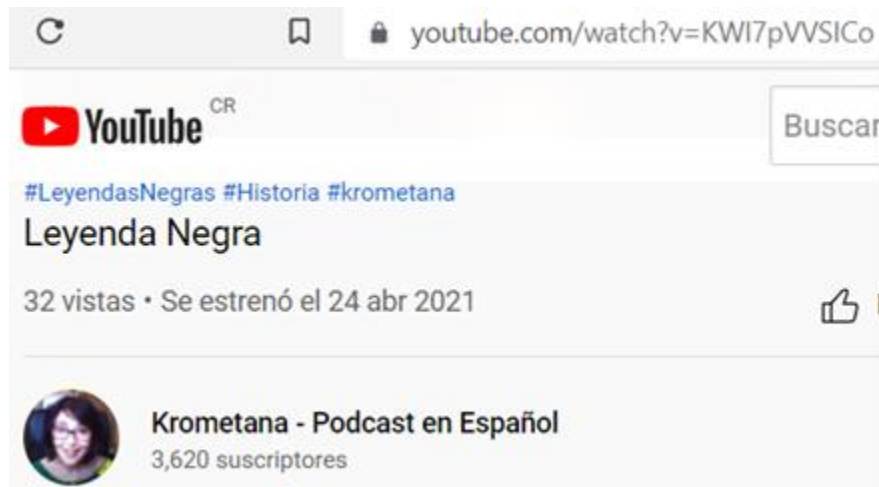 youtube.com/watch?v=KWI7pVVSICo
YouTube CR
Buscar
#LeyendasNegras #Historia #krometana
Leyenda Negra
32 vistas • Se estrenó el 24 abr 2021
Krometana - Podcast en Español
3,620 suscriptores